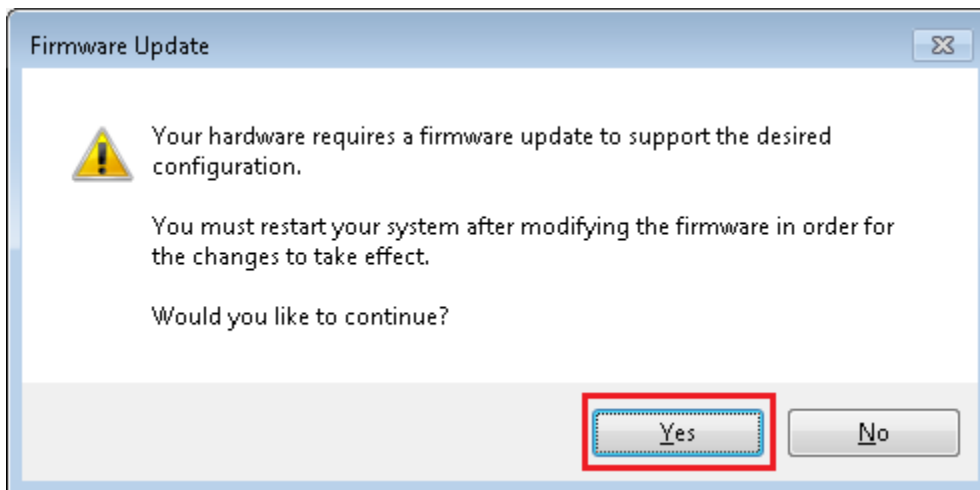 Firmware Update
Your hardware requires a firmware update to support the desired
configuration.
You must restart your system after modifying the firmware in order for
the changes to take effect.
Would you like to continue?
Yes
No